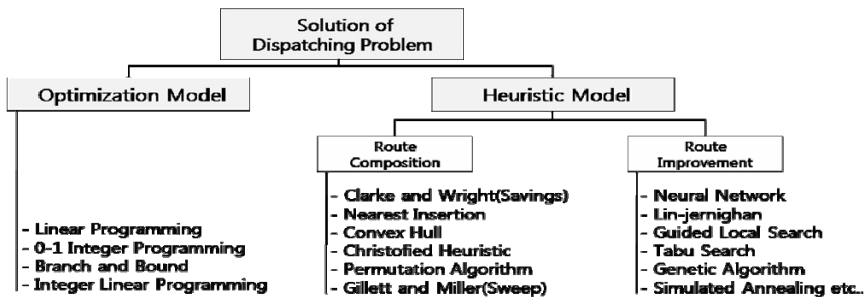 Solution of
Dispatching Problem
Optimization Model
Heuristic Model
- Linear Programming
- 0-1 Integer Programming
- Branch and Bound
- Integer Linear Programming
Route
Composition
- Clarke and Wright(Savings)
- Nearest Insertion
- Convex Hull
- Christofied Heuristic
- Permutation Algorithm
- Gillett and Miller(Sweep)
Route
Improvement
- Neural Network
- Lin-jernighan
- Guided Local Search
- Tabu Search
- Genetic Algorithm
- Simulated Annealing etc..